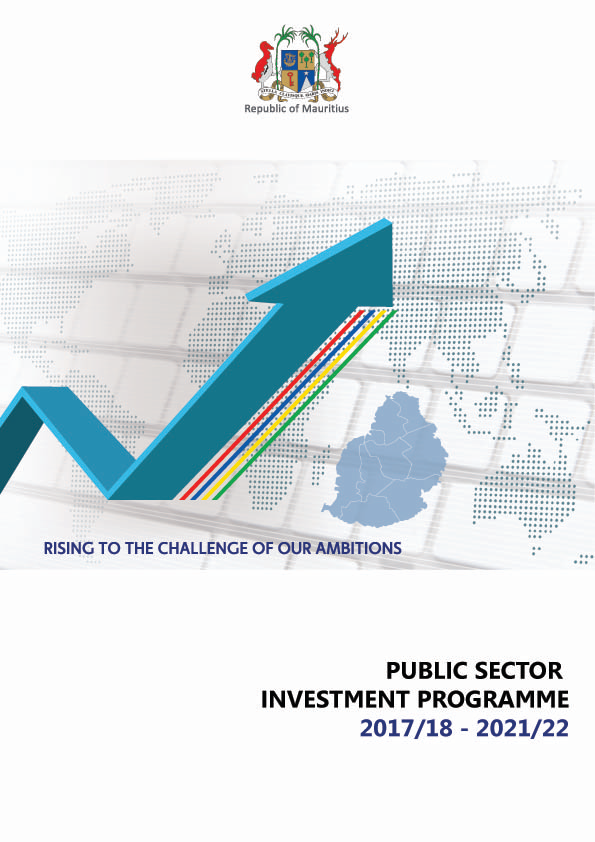 STELLA CLAVISQUE MARIS INDICI
Republic of Mauritius
RISING TO THE CHALLENGE OF OUR AMBITIONS
PUBLIC SECTOR
INVESTMENT PROGRAMME
2017/18 - 2021/22